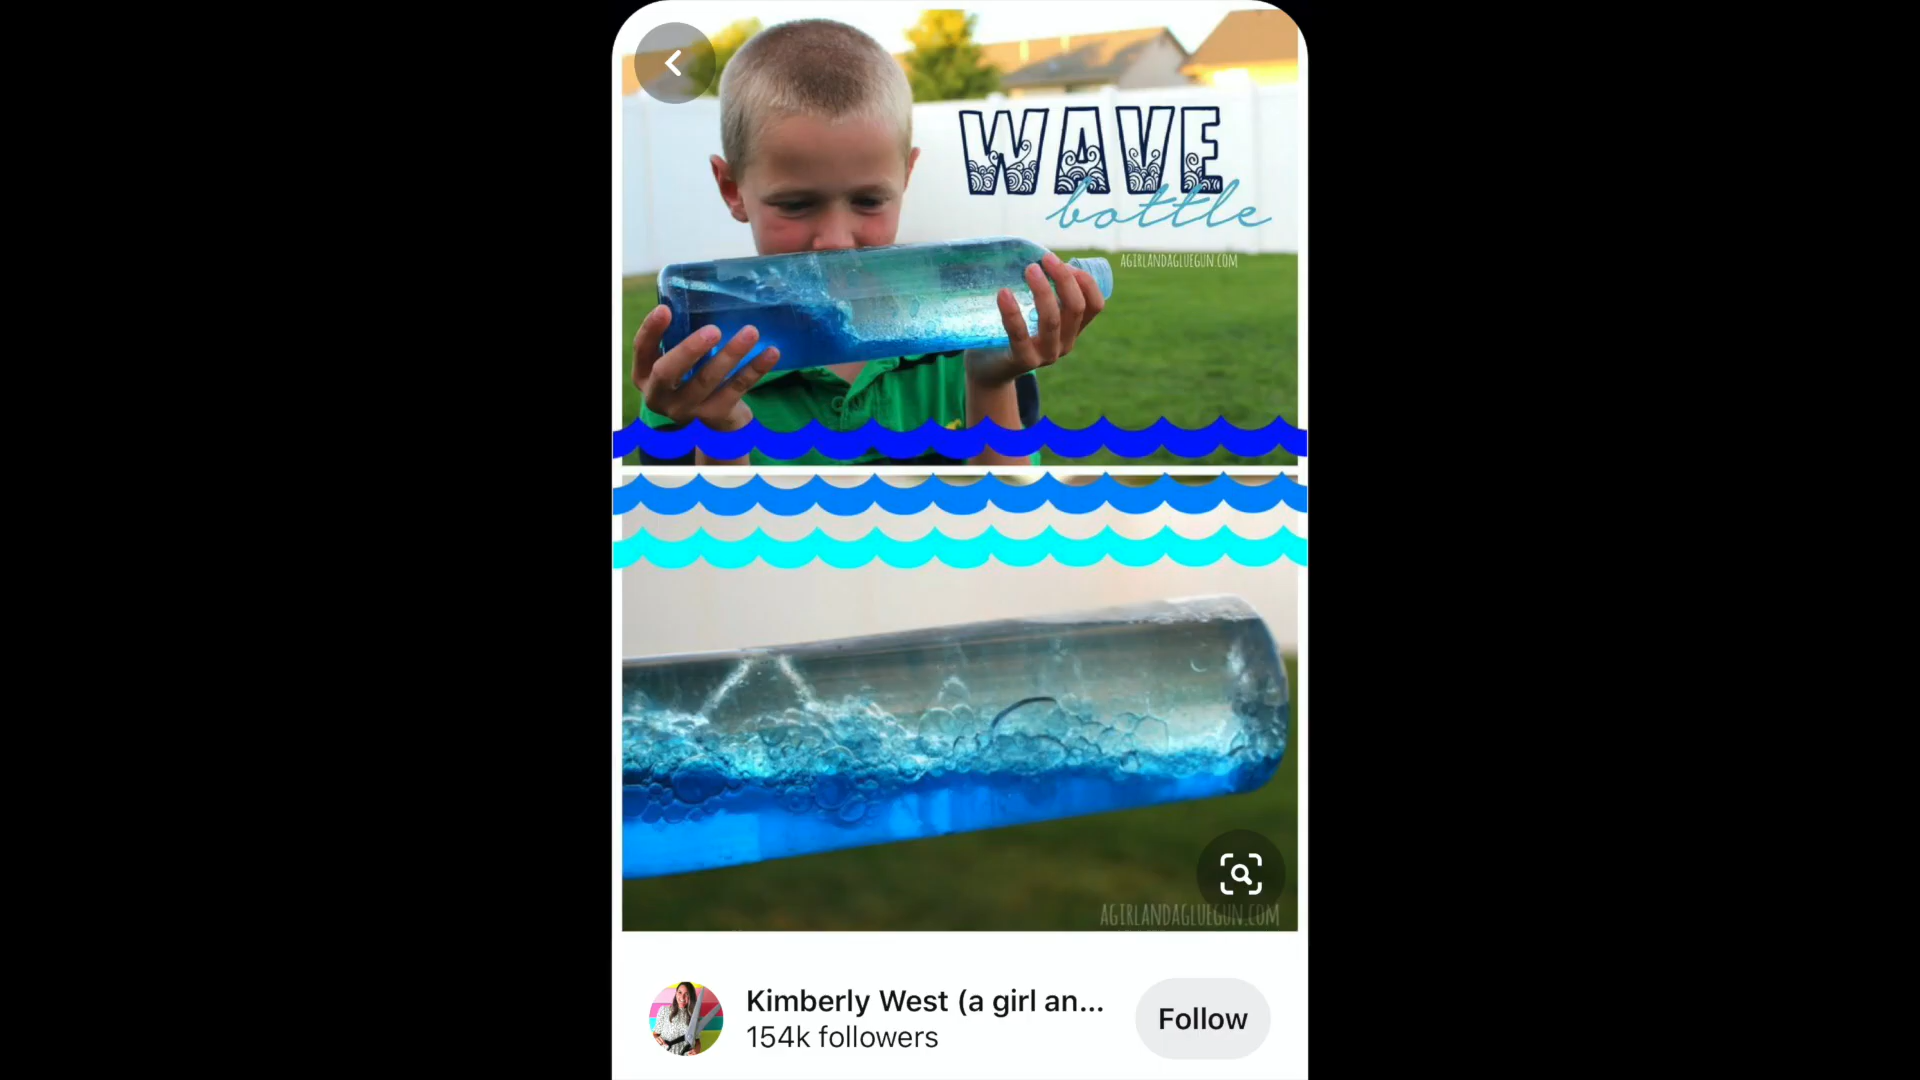 WAVE
bottle
AGIRLANDAGLUEGUN.COM
AGIRLANDAGLUEGUN.COM
Kimberly West (a girl an...
154k followers
Follow